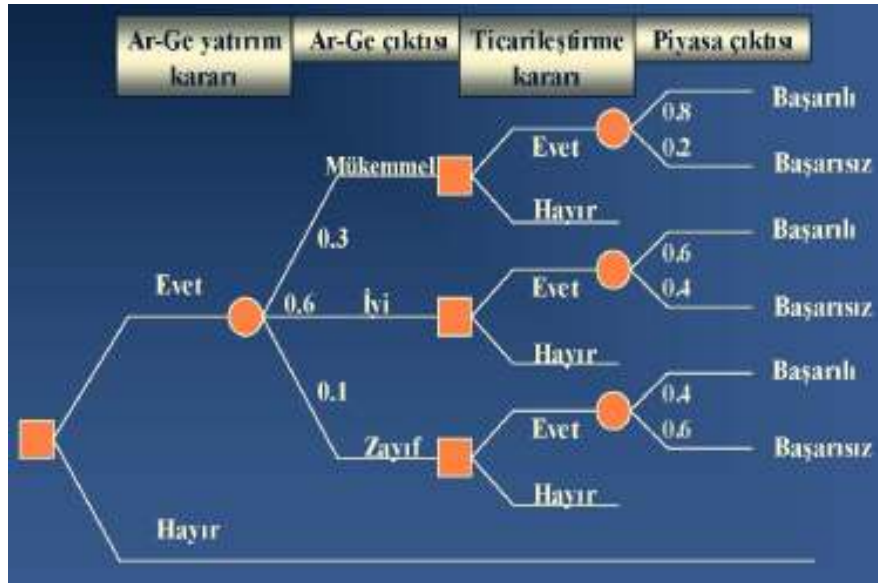 Ar-Ge yatırım kararı
Ar-Ge çıktısı
Ticarileştirme kararı
Piyasa çıktısı
Başarılı
0.8
Evet
0.2
Mükemmel
Başarısız
Hayır
0.3
Başarılı
0.6
Evet
Evet
0.4
0.6
İyi
Başarısız
Hayır
0.1
Başarılı
0.4
Evet
0.6
Zayıf
Başarısız
Hayır
Hayır